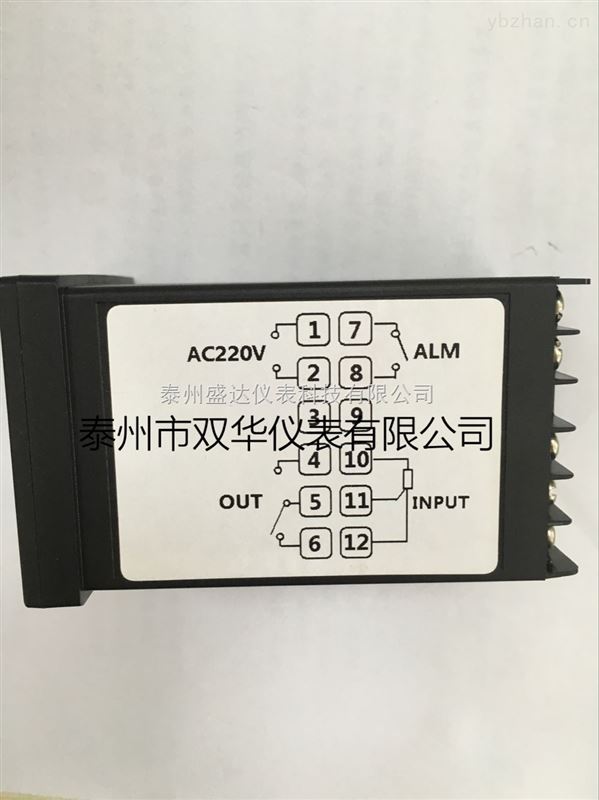 ybzhan.cn
1 7
AC220V ALM
2 8
泰州盛达仪表科技有限公司
3 9
泰州市双华仪表有限公司
4 10
OUT 5 11 INPUT
6 12